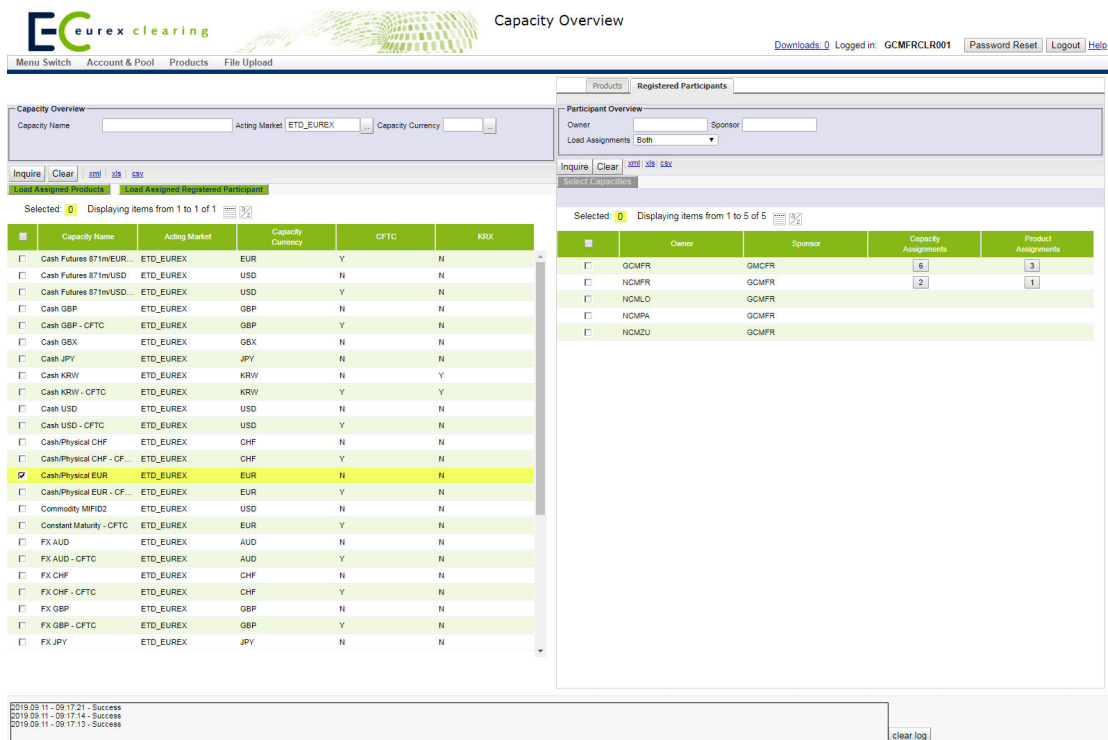 eurex clearing
Capacity Overview
Downloads: 0 Logged in: GCMFRCLR001 Password Reset Logout Help
Menu Switch Account & Pool Products File Upload
Products Registered Participants
Capacity Overview
Capacity Name Acting Market ETD_EUREX .. Capacity Currency ..
Participant Overview
Owner Sponsor
Load Assignments Both
Inquire Clear xml xls csv
Load Assigned Products Load Assigned Registered Participant
Selected: 0 Displaying items from 1 to 1 of 1
Inquire Clear xml xls csv
Select Capacities
Selected: 0 Displaying items from 1 to 5 of 5
Capacity Name Acting Market Capacity Currency CFTC KRX
Cash Futures 871m/EUR... ETD_EUREX EUR Y N
Cash Futures 871m/USD ETD_EUREX USD N N
Cash Futures 871m/USD... ETD_EUREX USD Y N
Cash GBP ETD_EUREX GBP N N
Cash GBP - CFTC ETD_EUREX GBP Y N
Cash GBX ETD_EUREX GBX N N
Cash JPY ETD_EUREX JPY N N
Cash KRW ETD_EUREX KRW N Y
Cash KRW - CFTC ETD_EUREX KRW Y Y
Cash USD ETD_EUREX USD N N
Cash USD - CFTC ETD_EUREX USD Y N
Cash/Physical CHF ETD_EUREX CHF N N
Cash/Physical CHF - CF... ETD_EUREX CHF Y N
Cash/Physical EUR ETD_EUREX EUR N N
Cash/Physical EUR - CF... ETD_EUREX EUR Y N
Commodity MIFID2 ETD_EUREX USD N N
Constant Maturity - CFTC ETD_EUREX EUR Y N
FX AUD ETD_EUREX AUD N N
FX AUD - CFTC ETD_EUREX AUD Y N
FX CHF ETD_EUREX CHF N N
FX CHF - CFTC ETD_EUREX CHF Y N
FX GBP ETD_EUREX GBP N N
FX GBP - CFTC ETD_EUREX GBP Y N
FX JPY ETD_EUREX JPY N N
Owner Sponsor Capacity Assignments Product Assignments
GCMFR GMCFR 6 3
NCMFR GCMFR 2 1
NCMLO GCMFR
NCMPA GCMFR
NCMZU GCMFR
2019.09.11 - 09:17:21 - Success
2019.09.11 - 09:17:14 - Success
2019.09.11 - 09:17:13 - Success
clear log